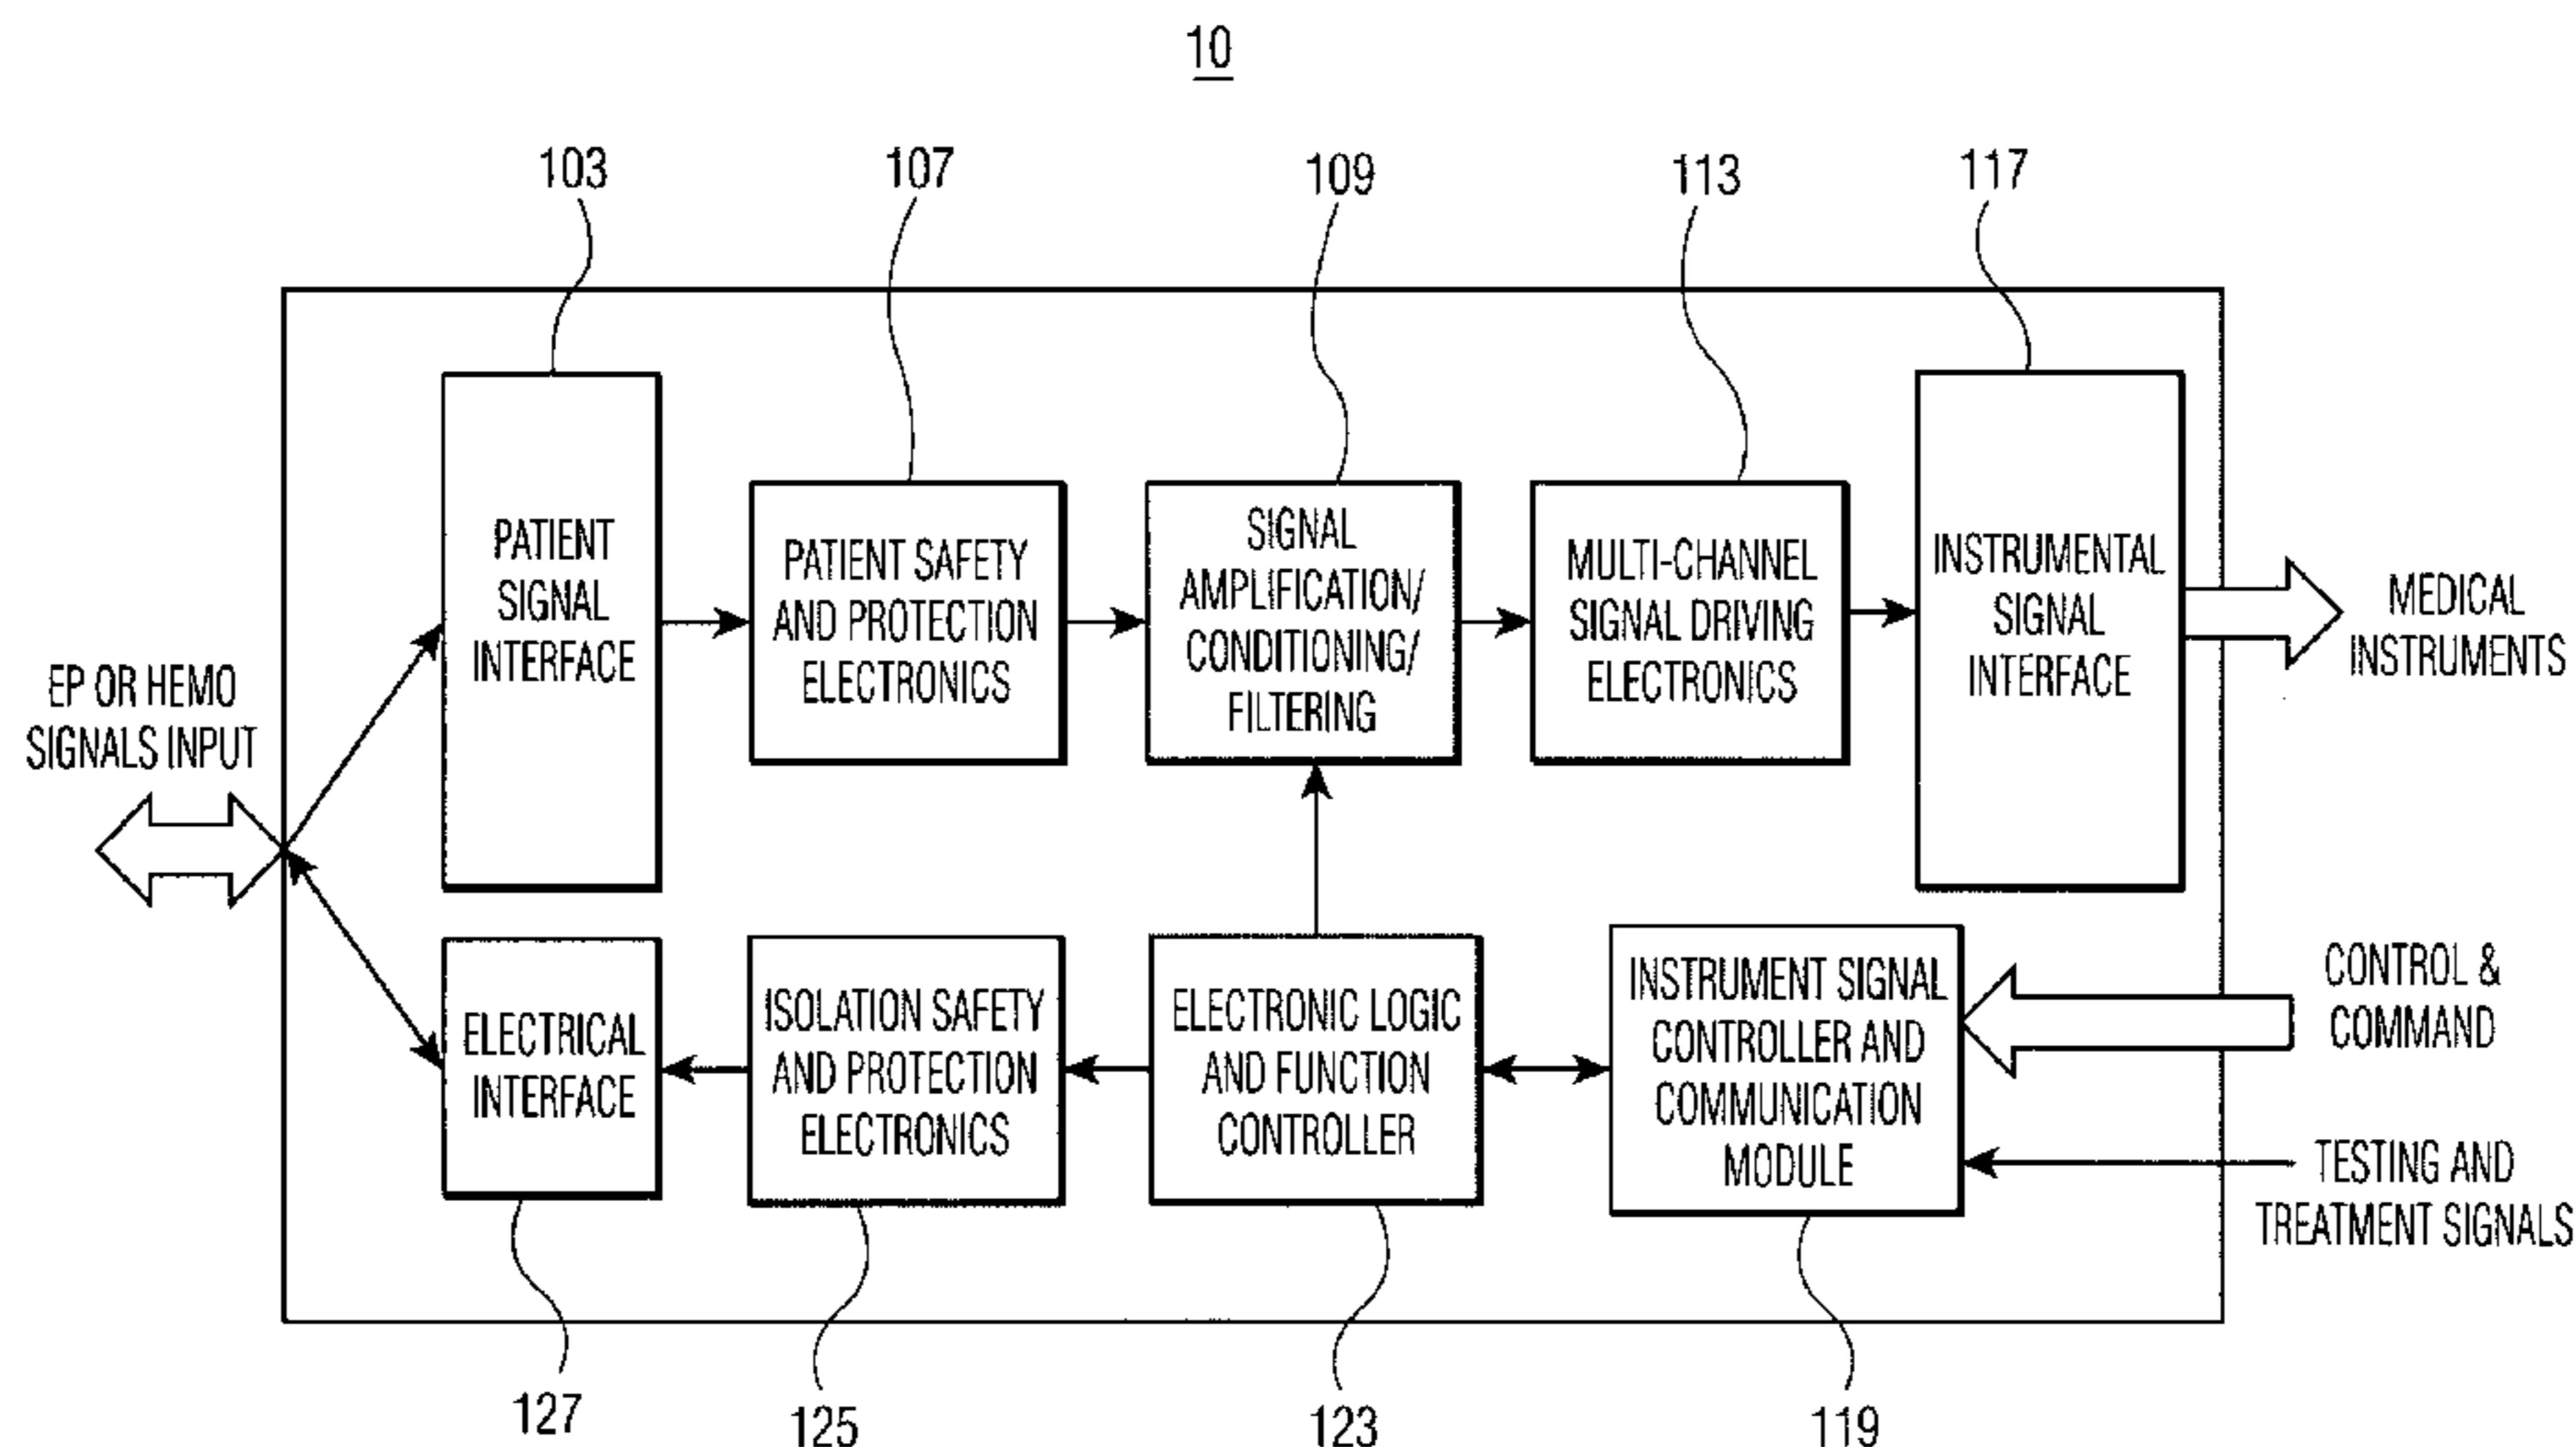 10
103
107
109
113
117
PATIENT
SIGNAL
INTERFACE
PATIENT SAFETY
AND PROTECTION
ELECTRONICS
SIGNAL
AMPLIFICATION/
CONDITIONING/
FILTERING
MULTI-CHANNEL
SIGNAL DRIVING
ELECTRONICS
INSTRUMENTAL
SIGNAL
INTERFACE
MEDICAL
INSTRUMENTS
EP OR HEMO
SIGNALS INPUT
ELECTRICAL
INTERFACE
ISOLATION SAFETY
AND PROTECTION
ELECTRONICS
ELECTRONIC LOGIC
AND FUNCTION
CONTROLLER
INSTRUMENT SIGNAL
CONTROLLER AND
COMMUNICATION
MODULE
CONTROL &
COMMAND
TESTING AND
TREATMENT SIGNALS
127
125
123
119